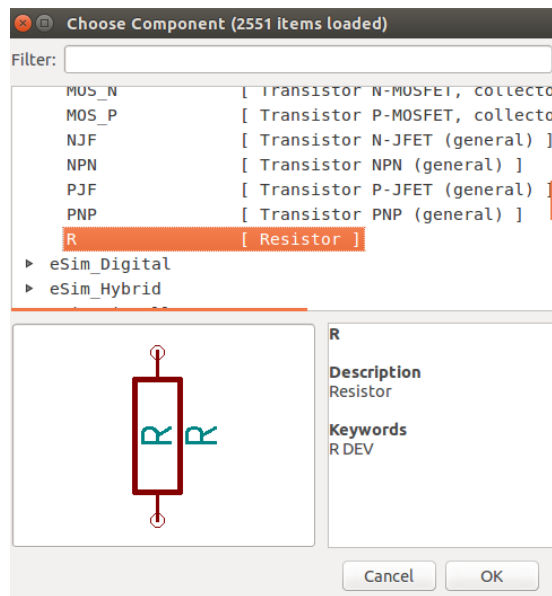 Choose Component (2551 items loaded)
Filter:
MOS_N [ Transistor N-MOSFET, collecto
MOS_P [ Transistor P-MOSFET, collecto
NJF [ Transistor N-JFET (general) ]
NPN [ Transistor NPN (general) ]
PJF [ Transistor P-JFET (general) ]
PNP [ Transistor PNP (general) ]
R [ Resistor ]
eSim_Digital
eSim_Hybrid
R
R
R
Description
Resistor
Keywords
R DEV
Cancel OK